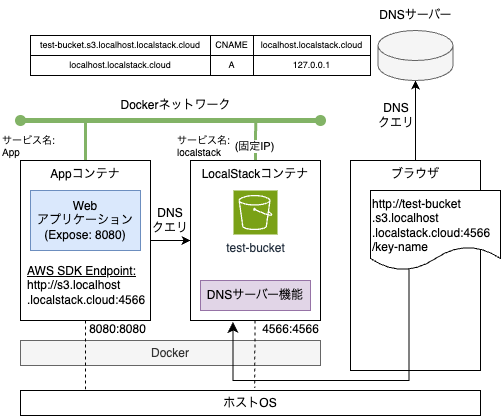 DNSサーバー
test-bucket.s3.localhost.localstack.cloud CNAME localhost.localstack.cloud
localhost.localstack.cloud A 127.0.0.1
Dockerネットワーク
DNS
クエリ
サービス名:
App
サービス名:
localstack
(固定IP)
Appコンテナ
Web
アプリケーション
(Expose: 8080)
AWS SDK Endpoint:
http://s3.localhost
.localstack.cloud:4566
DNS
クエリ
LocalStackコンテナ
test-bucket
DNSサーバー機能
ブラウザ
http://test-bucket
.s3.localhost
.localstack.cloud:4566
/key-name
8080:8080
4566:4566
Docker
ホストOS